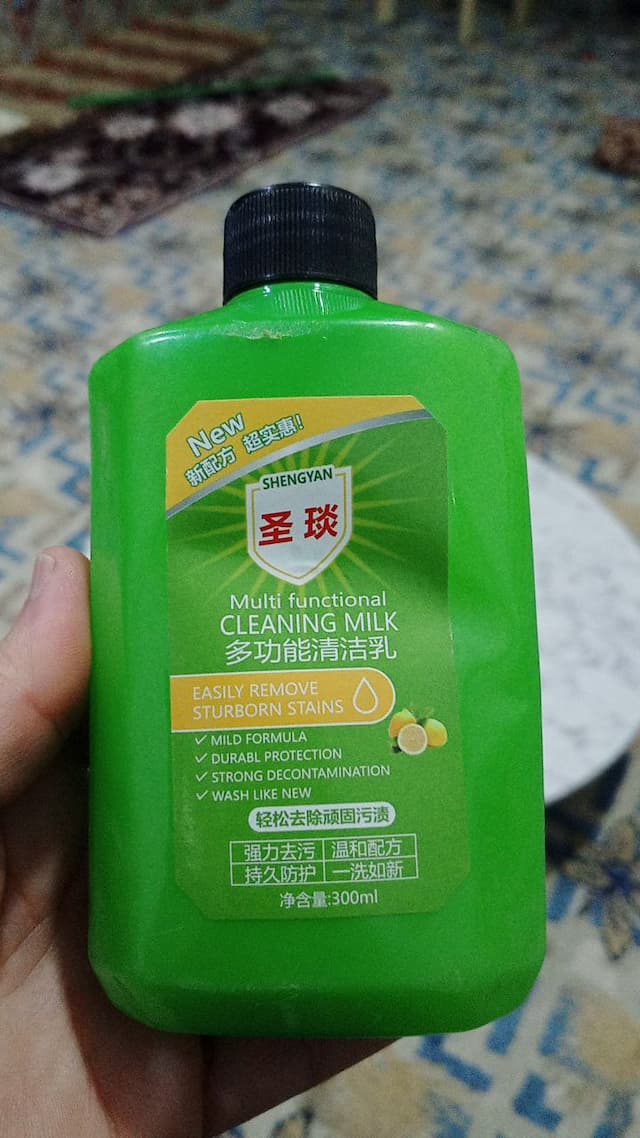 New
新配方 超实惠!
SHENGYAN
圣琰
Multi functional
CLEANING MILK
多功能清洁乳
EASILY REMOVE
STURBORN STAINS
✓ MILD FORMULA
✓ DURABL PROTECTION
✓ STRONG DECONTAMINATION
✓ WASH LIKE NEW
轻松去除顽固污渍
强力去污 温和配方
持久防护 一洗如新
净含量:300ml